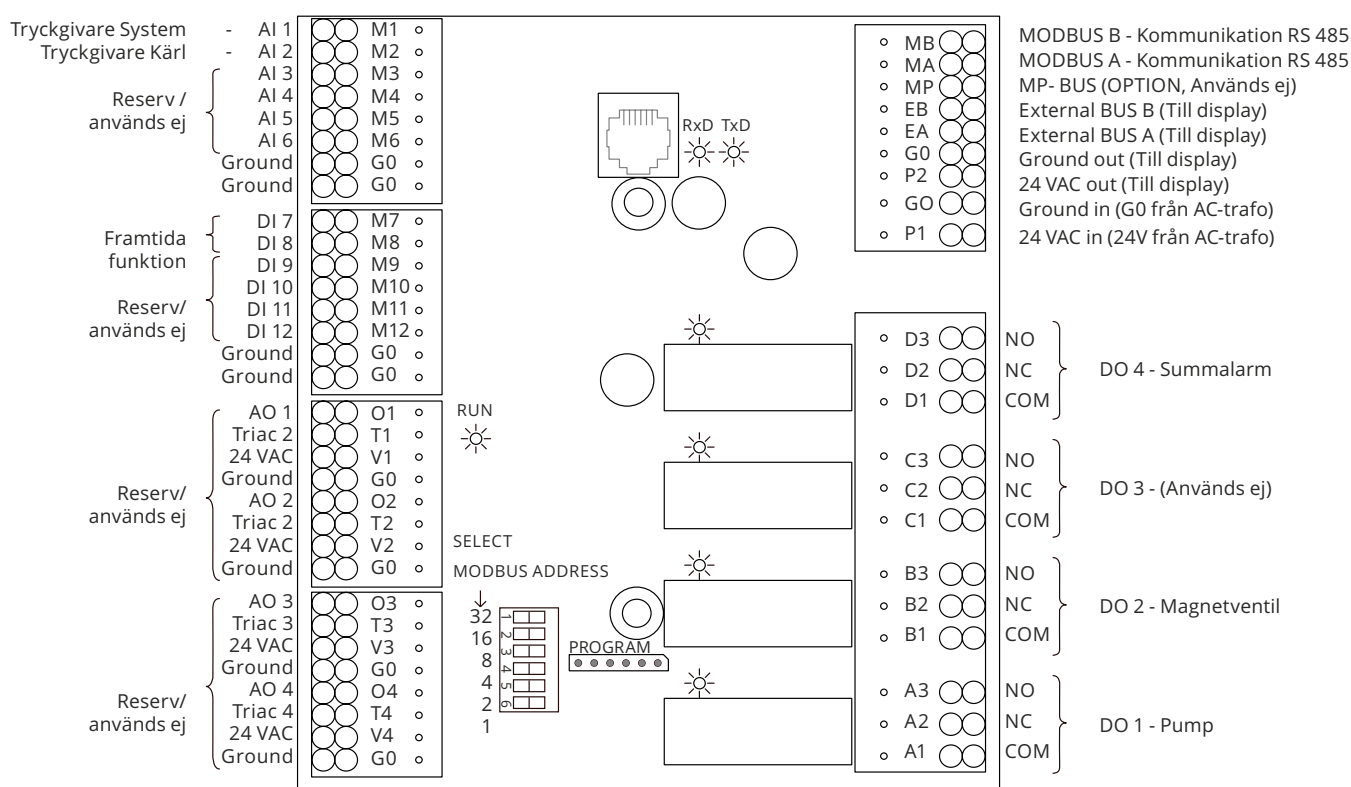 Tryckgivare System - AI 1 M1
Tryckgivare Kärl - AI 2 M2
AI 3 M3
Reserv /
används ej
AI 4 M4
AI 5 M5
AI 6 M6
Ground G0
Ground G0
Framtida
funktion
DI 7 M7
DI 8 M8
Reserv/
används ej
DI 9 M9
DI 10 M10
DI 11 M11
DI 12 M12
Ground G0
Ground G0
Reserv/
används ej
AO 1 O1
Triac 2 T1
24 VAC V1
Ground G0
AO 2 O2
Triac 2 T2
24 VAC V2
Ground G0
Reserv/
används ej
AO 3 O3
Triac 3 T3
24 VAC V3
Ground G0
AO 4 O4
Triac 4 T4
24 VAC V4
Ground G0
RxD TxD
RUN
SELECT
MODBUS ADDRESS
32 1
16 2
8 3
4 4
2 5
1 6
PROGRAM
MB MODBUS B - Kommunikation RS 485
MA MODBUS A - Kommunikation RS 485
MP MP- BUS (OPTION, Används ej)
EB External BUS B (Till display)
EA External BUS A (Till display)
G0 Ground out (Till display)
P2 24 VAC out (Till display)
GO Ground in (G0 från AC-trafo)
P1 24 VAC in (24V från AC-trafo)
D3 NO
D2 NC DO 4 - Summalarm
D1 COM
C3 NO
C2 NC DO 3 - (Används ej)
C1 COM
B3 NO
B2 NC DO 2 - Magnetventil
B1 COM
A3 NO
A2 NC DO 1 - Pump
A1 COM